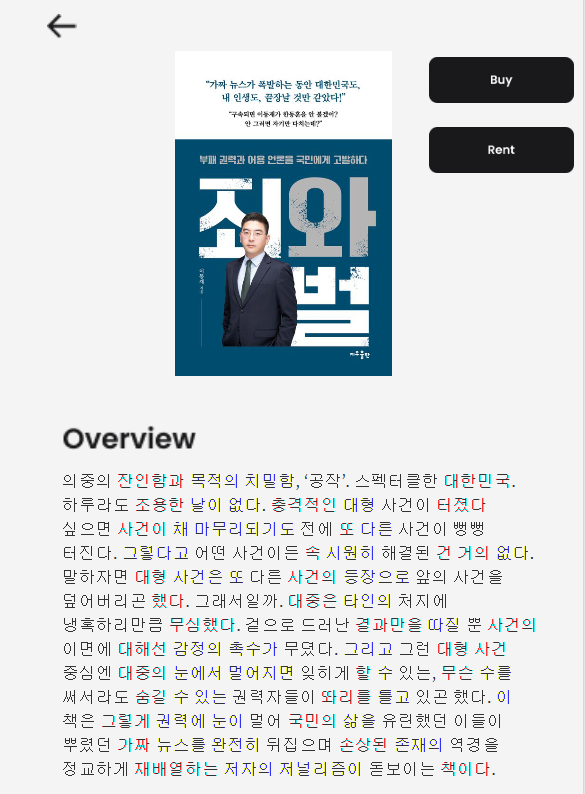 Buy
Rent
“가짜 뉴스가 폭발하는 동안 대한민국도,
내 인생도, 끝장날 것만 같았다!”
“구속되면 이동재가 한동훈을 안 불겠어?
안 그러면 자기만 다치는데?”
부패 권력과 어용 언론을 국민에게 고발하다
죄와
벌
이동재 지음
지우출판
Overview
의중의 잔인함과 목적의 치밀함, ‘공작’. 스펙터클한 대한민국.
하루라도 조용한 날이 없다. 충격적인 대형 사건이 터졌다
싶으면 사건이 채 마무리되기도 전에 또 다른 사건이 뻥뻥
터진다. 그렇다고 어떤 사건이든 속 시원히 해결된 건 거의 없다.
말하자면 대형 사건은 또 다른 사건의 등장으로 앞의 사건을
덮어버리곤 했다. 그래서일까. 대중은 타인의 처지에
냉혹하리만큼 무심했다. 겉으로 드러난 결과만을 따질 뿐 사건의
이면에 대해선 감정의 촉수가 무뎠다. 그리고 그런 대형 사건
중심엔 대중의 눈에서 멀어지면 잊히게 할 수 있는, 무슨 수를
써서라도 숨길 수 있는 권력자들이 똬리를 틀고 있곤 했다. 이
책은 그렇게 권력에 눈이 멀어 국민의 삶을 유린했던 이들이
뿌렸던 가짜 뉴스를 완전히 뒤집으며 손상된 존재의 역경을
정교하게 재배열하는 저자의 저널리즘이 돋보이는 책이다.